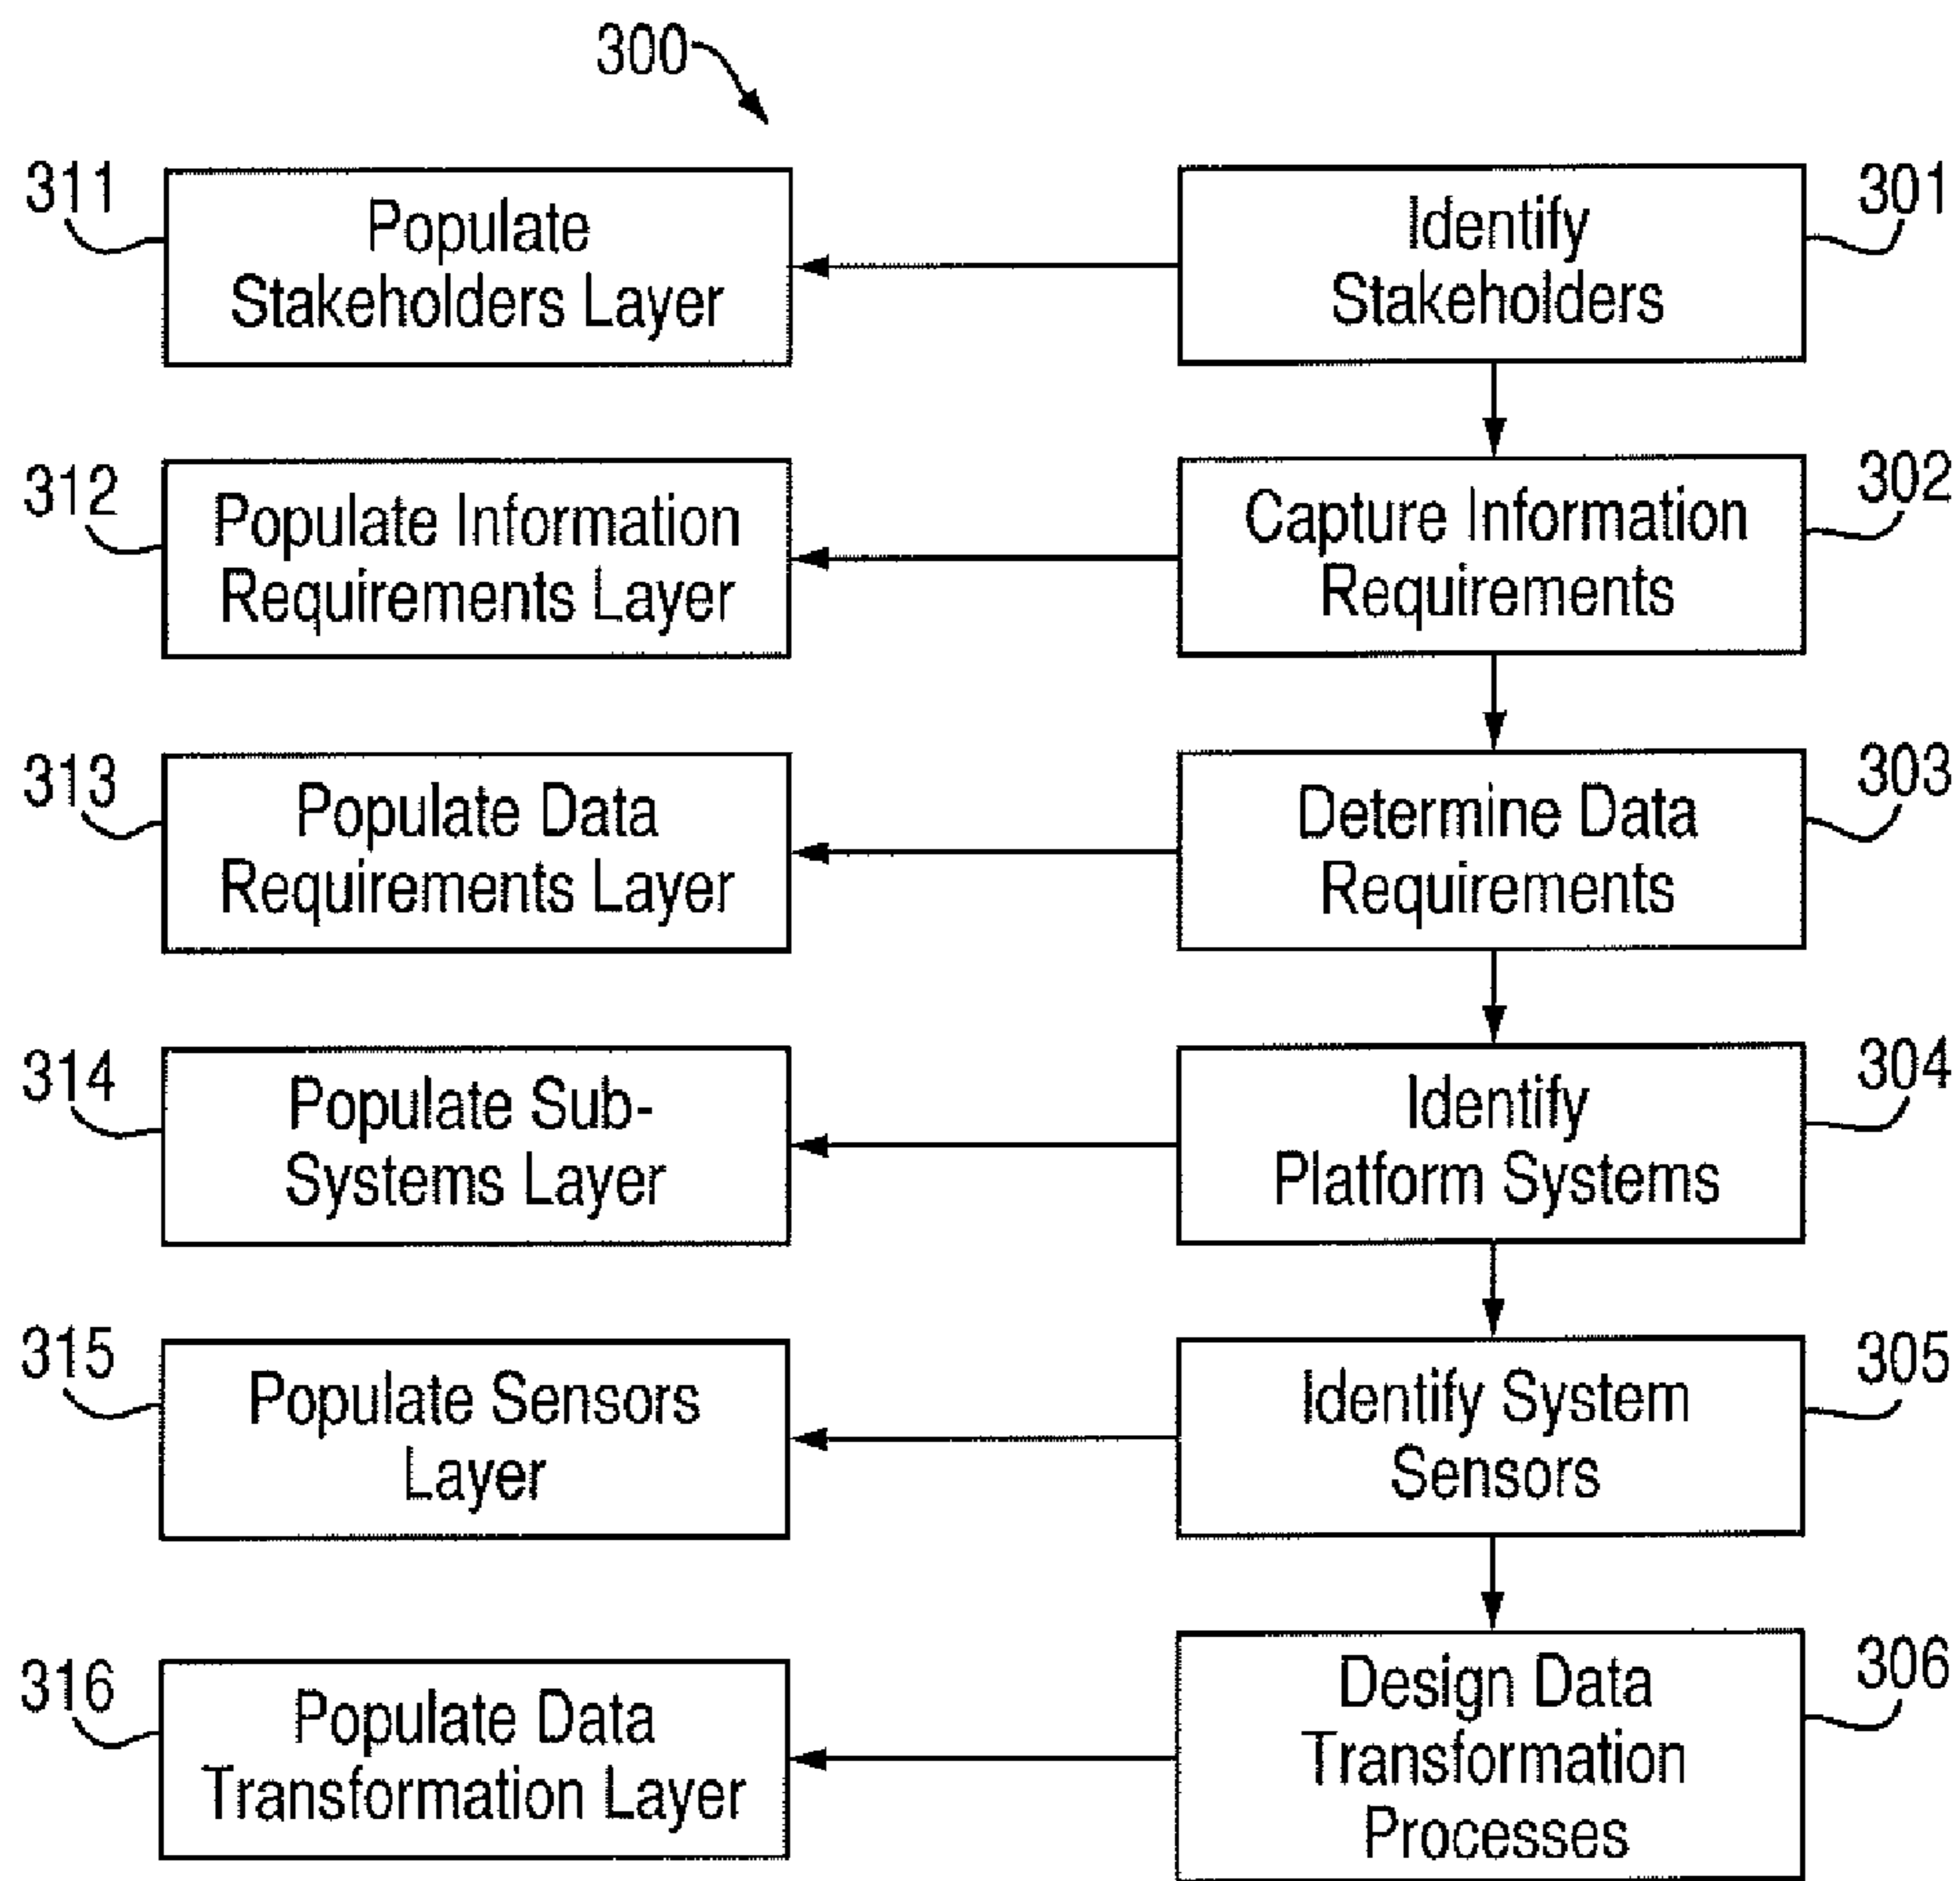 300
311
Populate
Stakeholders Layer
Identify
Stakeholders
301
312
Populate Information
Requirements Layer
Capture Information
Requirements
302
313
Populate Data
Requirements Layer
Determine Data
Requirements
303
314
Populate Sub-
Systems Layer
Identify
Platform Systems
304
315
Populate Sensors
Layer
Identify System
Sensors
305
316
Populate Data
Transformation Layer
Design Data
Transformation
Processes
306